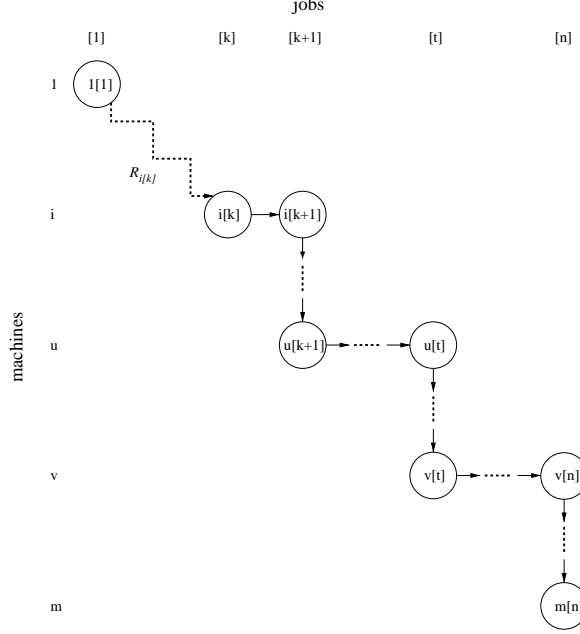 jobs
[1] [k] [k+1] [t] [n]
1 1[1]
R_{i[k]}
i i[k] i[k+1]
machines
u u[k+1] u[t]
v v[t] v[n]
m m[n]